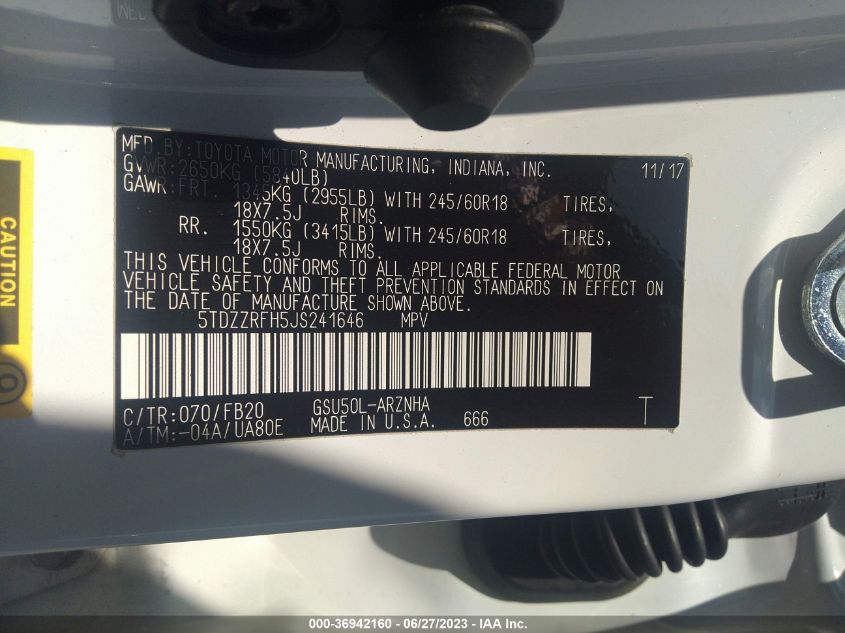 MFD.BY:TOYOTA MOTOR MANUFACTURING, INDIANA, INC. 11/17
GVWR:2650KG (5840LB)
GAWR:FRT. 1345KG (2955LB) WITH 245/60R18 TIRES,
18X7.5J RIMS.
RR. 1550KG (3415LB) WITH 245/60R18 TIRES,
18X7.5J RIMS.
THIS VEHICLE CONFORMS TO ALL APPLICABLE FEDERAL MOTOR
VEHICLE SAFETY AND THEFT PREVENTION STANDARDS IN EFFECT ON
THE DATE OF MANUFACTURE SHOWN ABOVE.
5TDZZRFH5JS241646 MPV
C/TR:070/FB20 GSU50L-ARZNHA T
A/TM:-04A/UA80E MADE IN U.S.A. 666
CAUTION
000-36942160 - 06/27/2023 - IAA Inc.